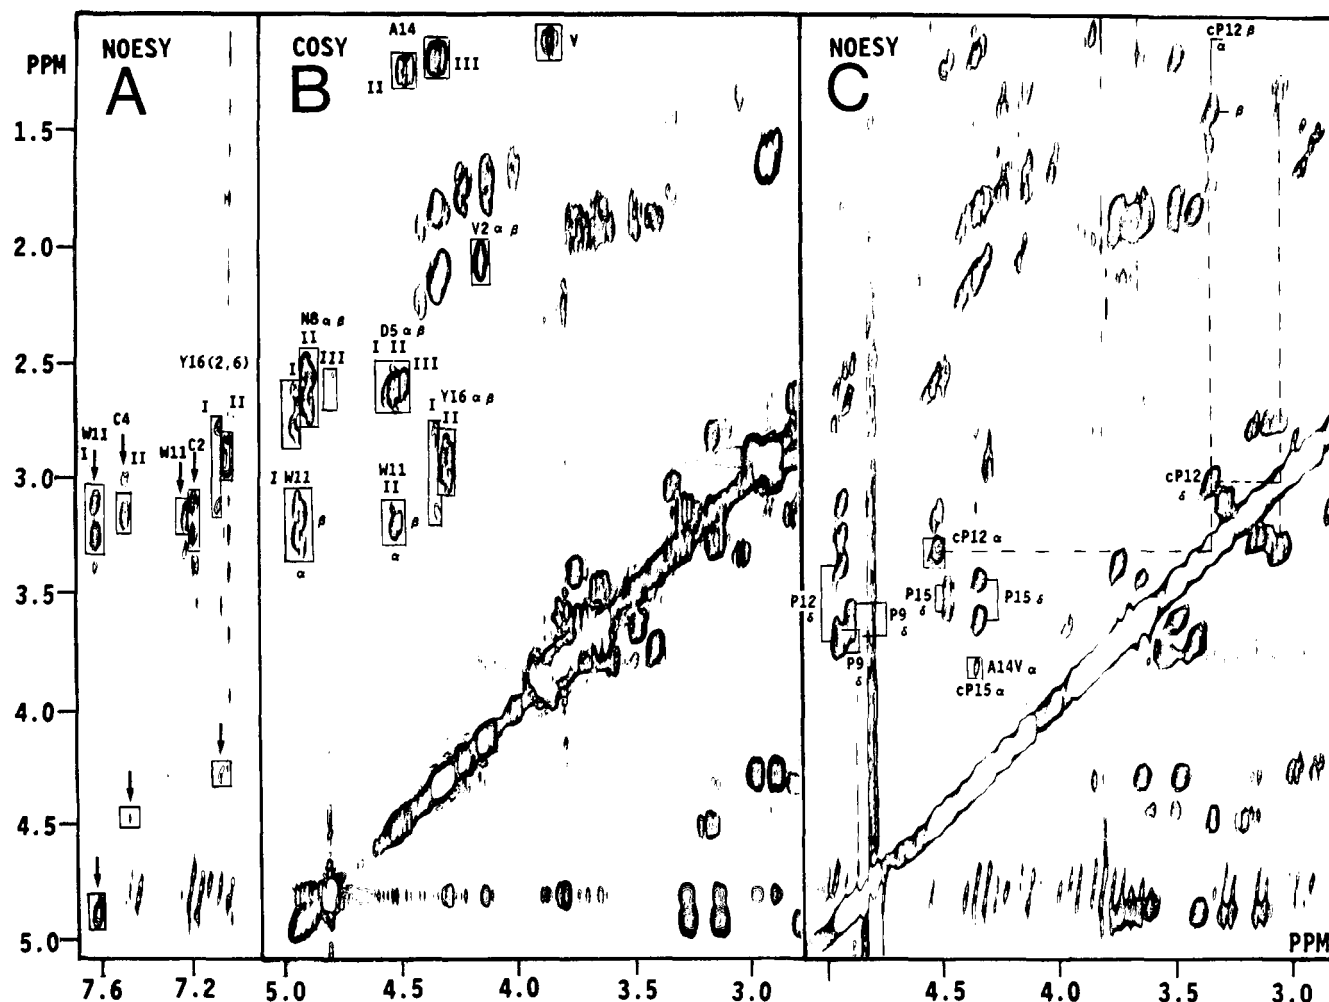 NOESY
A
PPM
1.5
2.0
2.5
3.0
3.5
4.0
4.5
5.0
Y16(2,6)
I II
C4
W11
I
II
W11 C2
7.6 7.2
COSY
B
A14
II
III
V
V2 α β
N8 α β
II
I
III
D5 α β
I II
III
Y16 α β
I
II
I W11
β
α
W11
II
β
α
5.0 4.5 4.0 3.5 3.0
NOESY
C
cP12 β
α
β
cP12
δ
cP12 α
P12
δ
P9
δ
P9
δ
P15
δ
P15 δ
A14V α
cP15 α
PPM
4.5 4.0 3.5 3.0